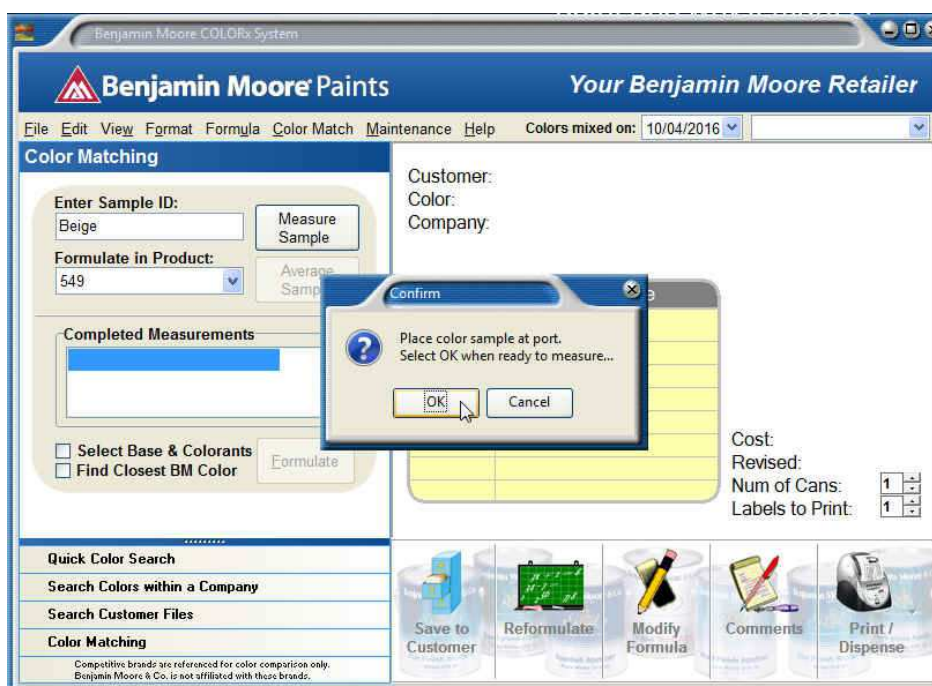 Benjamin Moore COLORx System
Benjamin Moore Paints
Your Benjamin Moore Retailer
File Edit View Format Formula Color Match Maintenance Help Colors mixed on: 10/04/2016
Color Matching
Enter Sample ID:
Beige
Measure
Sample
Formulate in Product:
549
Average
Completed Measurements
Select Base & Colorants
Find Closest BM Color
Formulate
Customer:
Color:
Company:
Confirm
Place color sample at port.
Select OK when ready to measure...
OK Cancel
Cost:
Revised:
Num of Cans: 1
Labels to Print: 1
Quick Color Search
Search Colors within a Company
Search Customer Files
Color Matching
Competitive brands are referenced for color comparison only.
Benjamin Moore & Co. is not affiliated with these brands.
Save to
Customer
Reformulate
Modify
Formula
Comments
Print /
Dispense